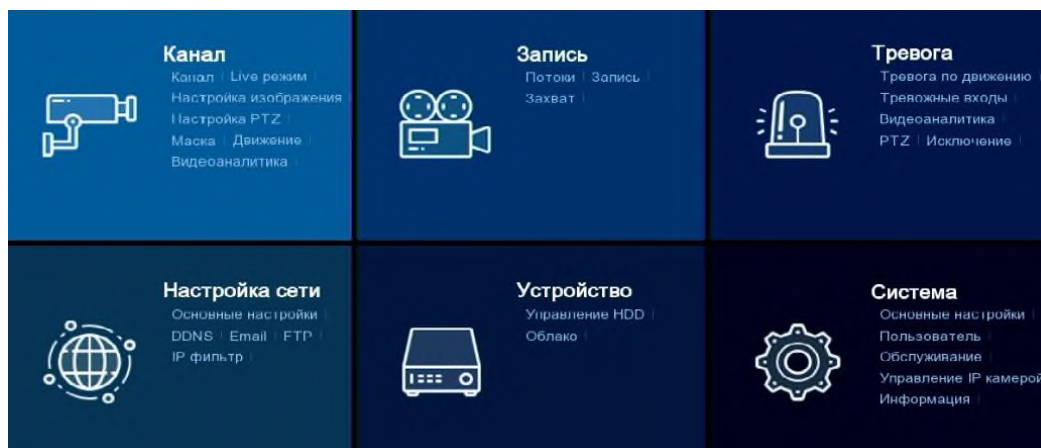 Канал
Канал | Live режим |
Настройка изображения |
Настройка PTZ |
Маска | Движение |
Видеоаналитика |
Запись
Потоки | Запись |
Захват |
Тревога
Тревога по движению |
Тревожные входы |
Видеоаналитика |
PTZ | Исключение |
Настройка сети
Основные настройки |
DDNS | Email | FTP |
IP фильтр |
Устройство
Управление HDD |
Облако |
Система
Основные настройки |
Пользователь |
Обслуживание |
Управление IP камерой
Информация |